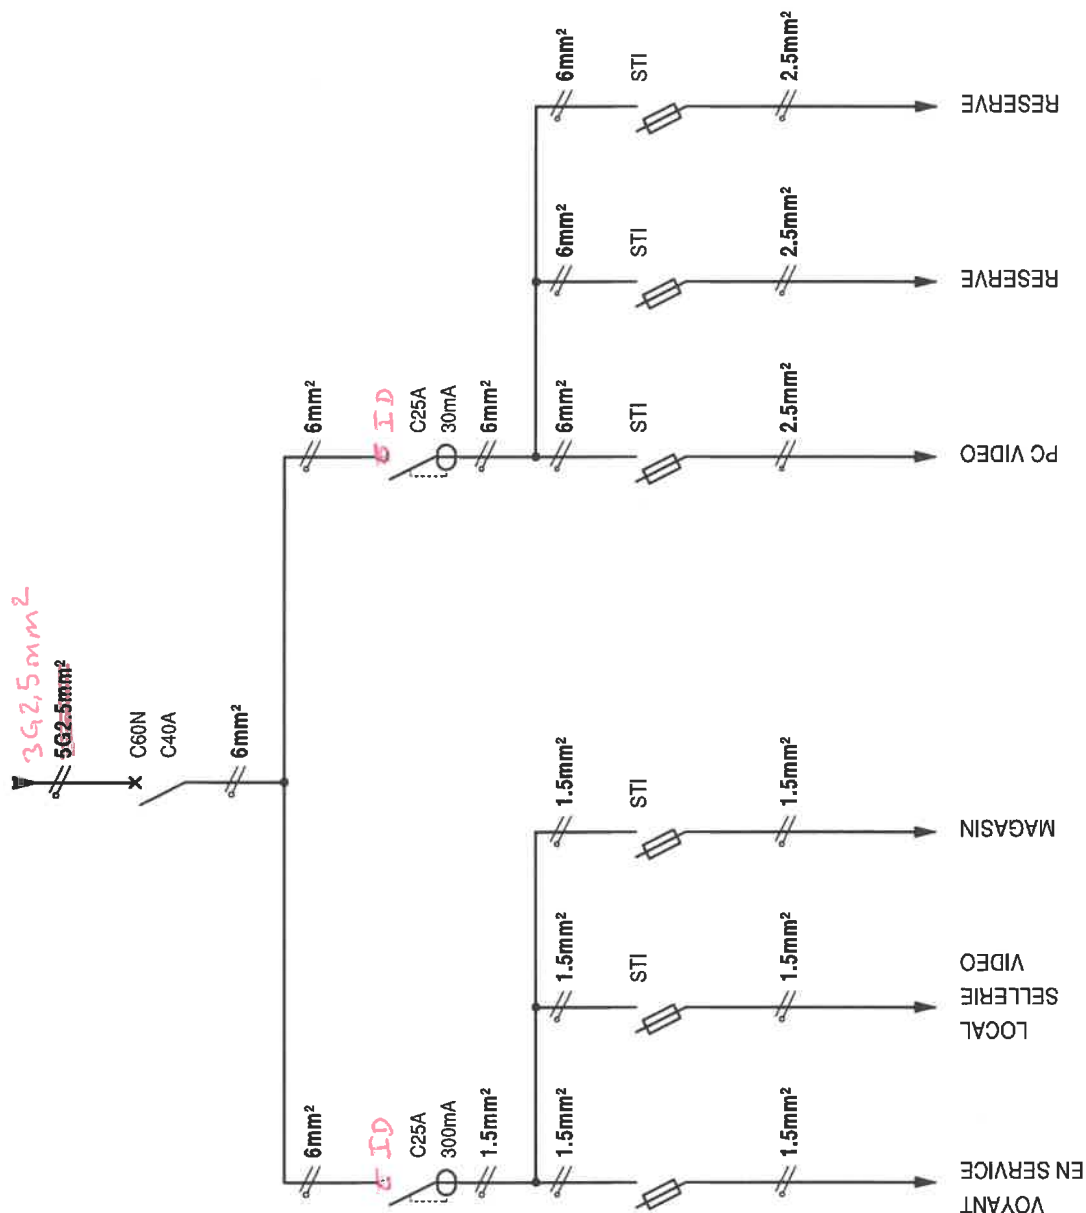 3G2,5mm²
5G2.5mm²
C60N
C40A
6mm²
6mm²
ID
C25A
300mA
1.5mm²
6mm²
ID
C25A
30mA
6mm²
1.5mm²
1.5mm²
STI
1.5mm²
STI
6mm²
STI
6mm²
STI
6mm²
STI
1.5mm²
1.5mm²
1.5mm²
2.5mm²
2.5mm²
2.5mm²
VOYANT
EN SERVICE
LOCAL
SELLERIE
VIDEO
MAGASIN
PC VIDEO
RESERVE
RESERVE